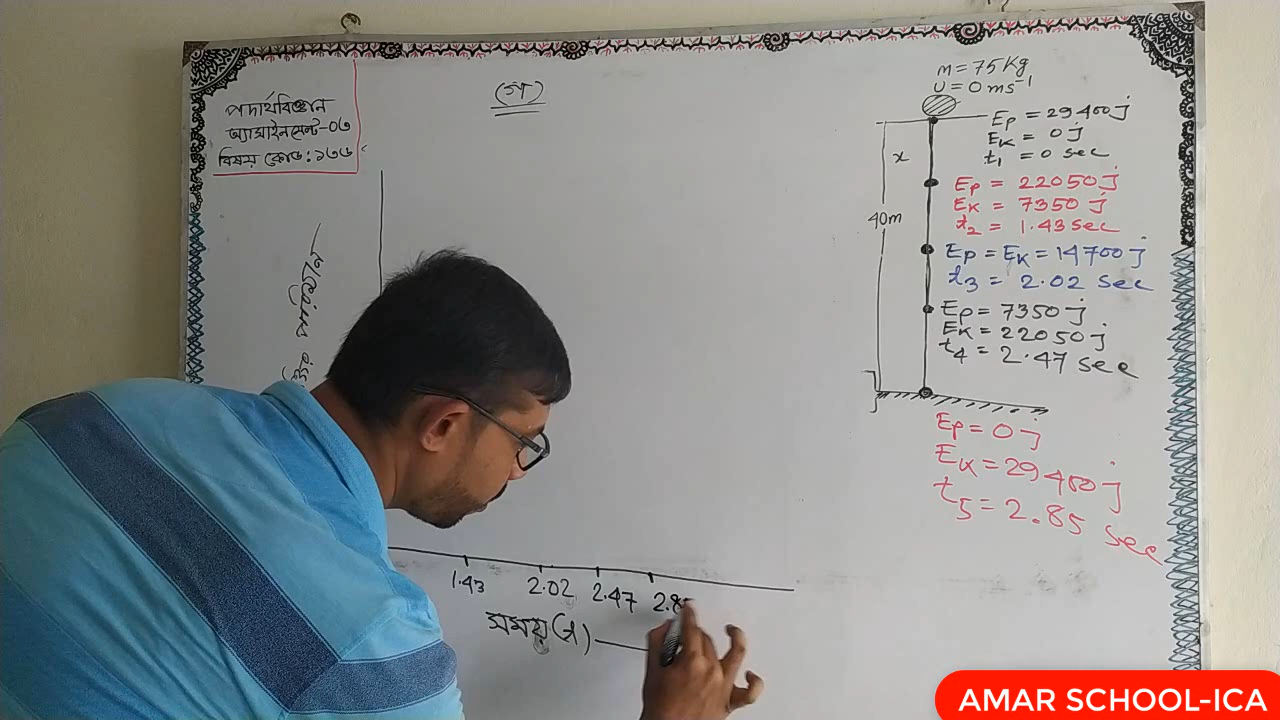 পদার্থবিজ্ঞান
অ্যাসাইনমেন্ট-০৩
বিষয় কোড: ১৩৬
(গ)
m = 75 Kg
U = 0 ms⁻¹
Ep = 29400 j
Ek = 0 j
t₁ = 0 sec
x
Ep = 22050 j
Ek = 7350 j
t₂ = 1.43 sec
40m
Ep = Ek = 14700 j
t₃ = 2.02 sec
Ep = 7350 j
Ek = 22050 j
t₄ = 2.47 sec
Ep = 0 j
Ek = 29400 j
t₅ = 2.85 sec
1.43 2.02 2.47
সময়
AMAR SCHOOL-ICA